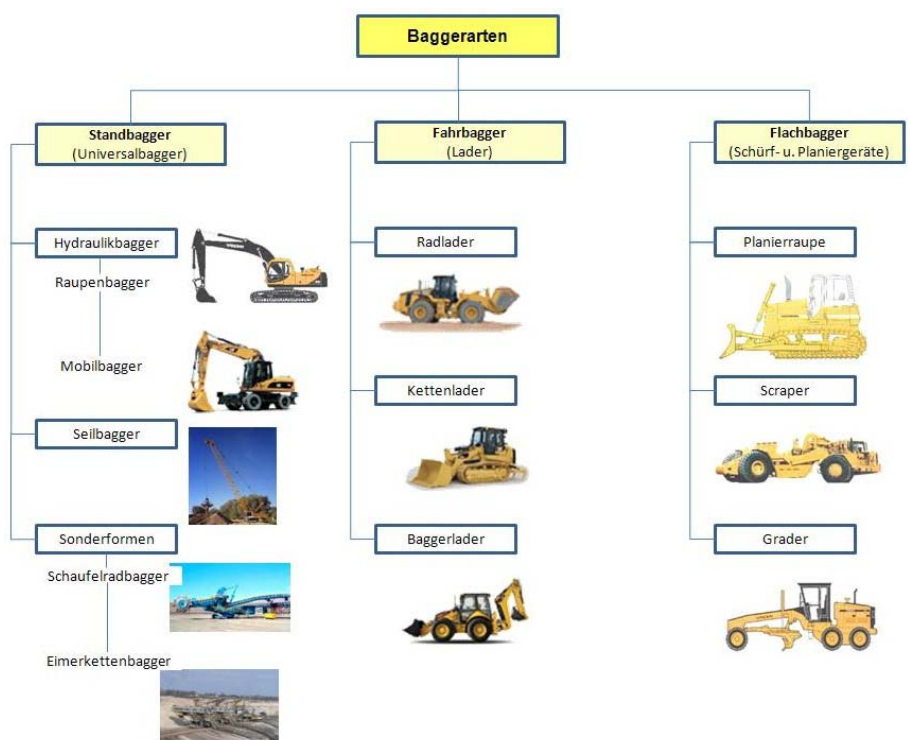 Baggerarten
Standbagger
(Universalbagger)
Hydraulikbagger
Raupenbagger
Mobilbagger
Seilbagger
Sonderformen
Schaufelradbagger
Eimerkettenbagger
Fahrbagger
(Lader)
Radlader
Kettenlader
Baggerlader
Flachbagger
(Schürf- u. Planiergeräte)
Planierraupe
Scraper
Grader